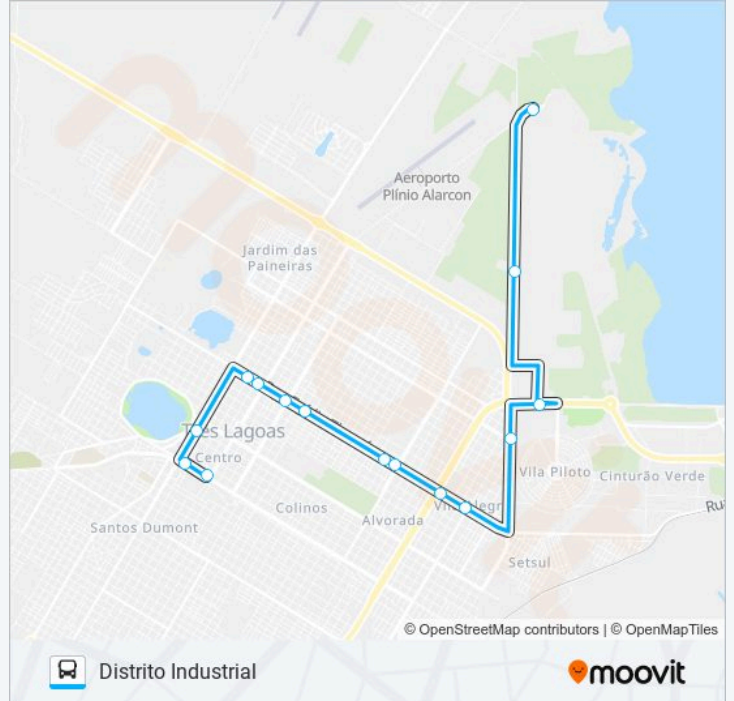 Aeroporto
Plínio Alarcon
Jardim das
Paineiras
Três Lagoas
Centro
Vila Piloto
Cinturão Verde
Colinos
Alvorada
Santos Dumont
Setsul
© OpenStreetMap contributors | © OpenMapTiles
Distrito Industrial
moovit